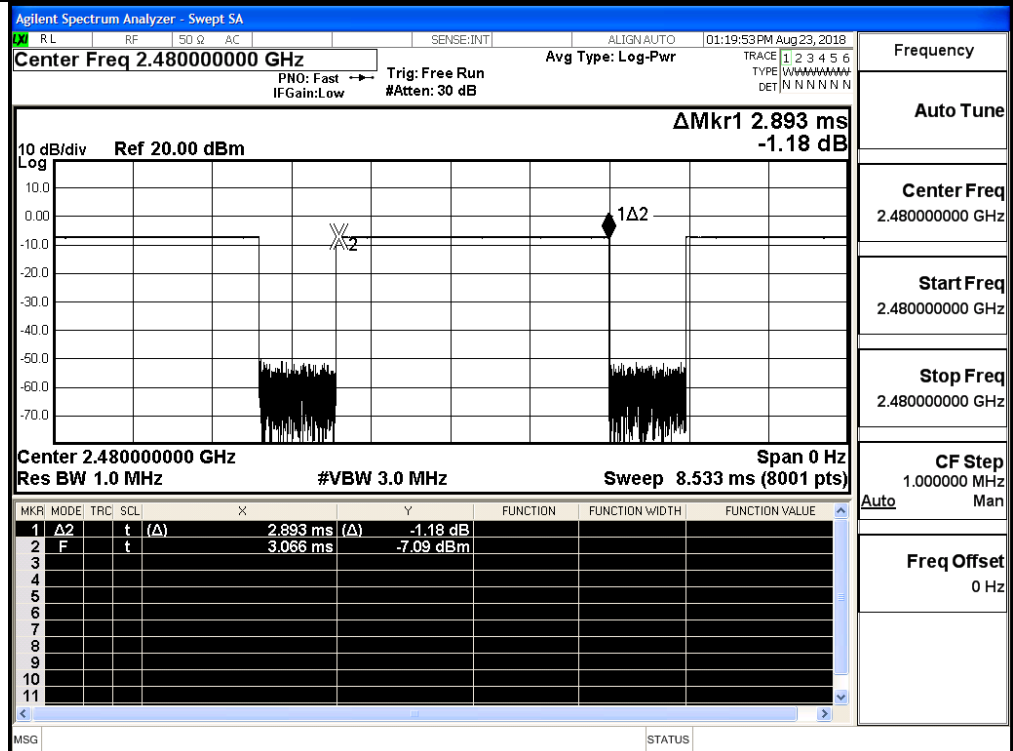 Agilent Spectrum Analyzer - Swept SA
LXI RL RF 50 Ω AC SENSE:INT ALIGN AUTO 01:19:53 PM Aug 23, 2018
Center Freq 2.480000000 GHz
PNO: Fast
IFGain:Low
Trig: Free Run
#Atten: 30 dB
Avg Type: Log-Pwr
TRACE 1 2 3 4 5 6
TYPE WWWWWWW
DET N N N N N N
ΔMkr1 2.893 ms
-1.18 dB
10 dB/div Ref 20.00 dBm
Log
10.0
0.00
-10.0
-20.0
-30.0
-40.0
-50.0
-60.0
-70.0
2
1Δ2
Center 2.480000000 GHz Span 0 Hz
Res BW 1.0 MHz #VBW 3.0 MHz Sweep 8.533 ms (8001 pts)
MKR MODE TRC SCL X Y FUNCTION FUNCTION WIDTH FUNCTION VALUE
1 Δ2 t (Δ) 2.893 ms (Δ) -1.18 dB
2 F t 3.066 ms -7.09 dBm
3
4
5
6
7
8
9
10
11
MSG STATUS
Frequency
Auto Tune
Center Freq
2.480000000 GHz
Start Freq
2.480000000 GHz
Stop Freq
2.480000000 GHz
CF Step
1.000000 MHz
Auto Man
Freq Offset
0 Hz